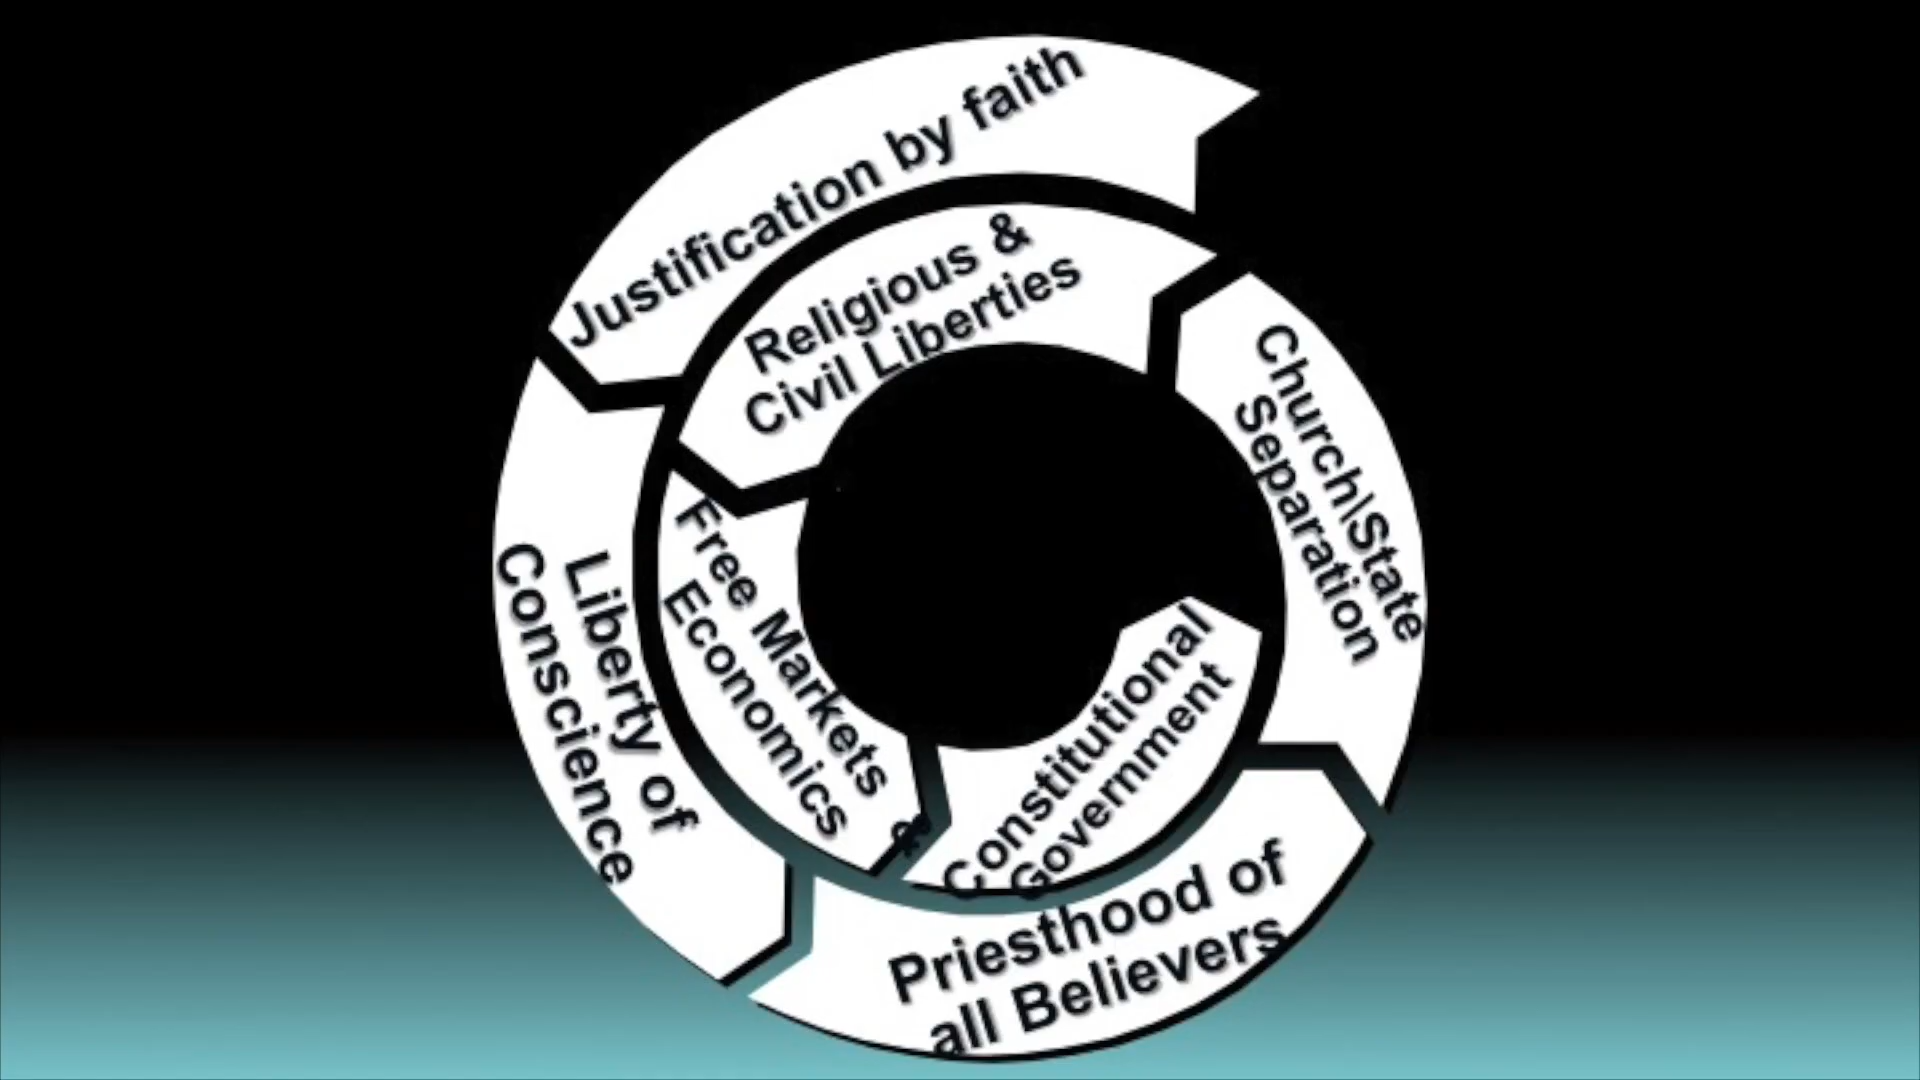 Justification by faith
Religious &
Civil Liberties
Church\State
Separation
Free Markets &
Economics
Liberty of
Conscience
Constitutional
Government
Priesthood of
all Believers